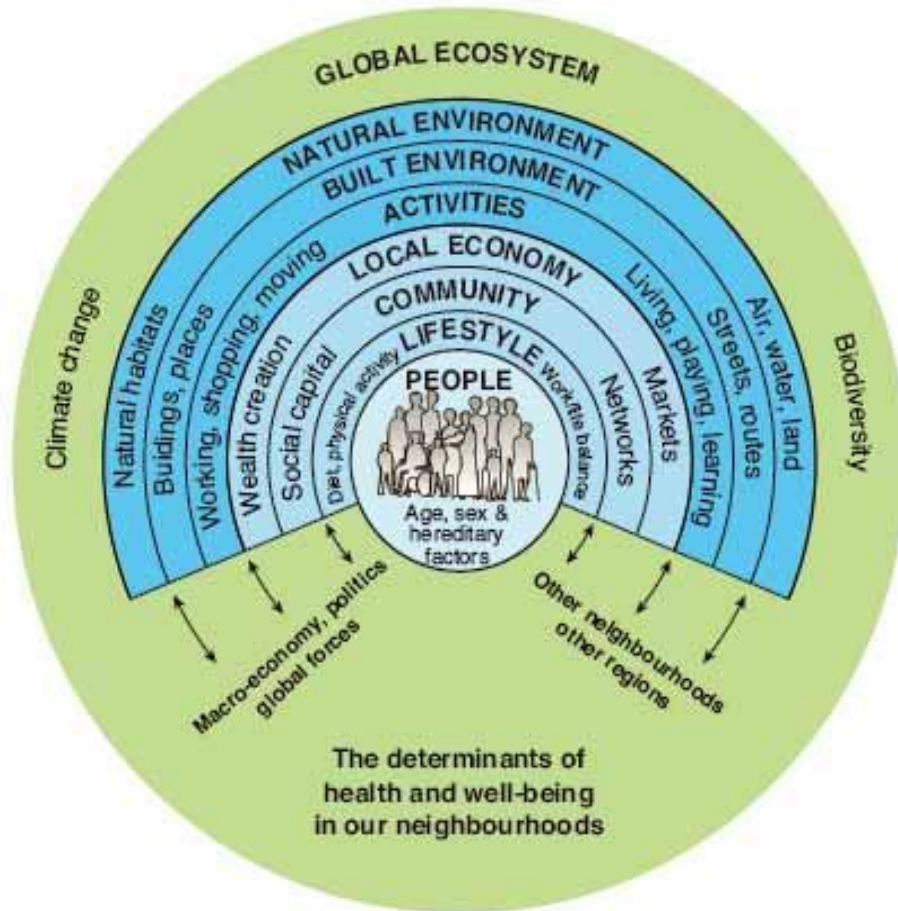 GLOBAL ECOSYSTEM
NATURAL ENVIRONMENT
BUILT ENVIRONMENT
ACTIVITIES
LOCAL ECONOMY
COMMUNITY
LIFESTYLE
PEOPLE
Age, sex &
hereditary
factors
Climate change
Natural habitats
Buidings, places
Working, shopping, moving
Wealth creation
Social capital
Diet, physical activity
Work/life balance
Networks
Markets
Living, playing, learning
Streets, routes
Air, water, land
Biodiversity
Macro-economy, politics
global forces
Other neighbourhoods
other regions
The determinants of
health and well-being
in our neighbourhoods